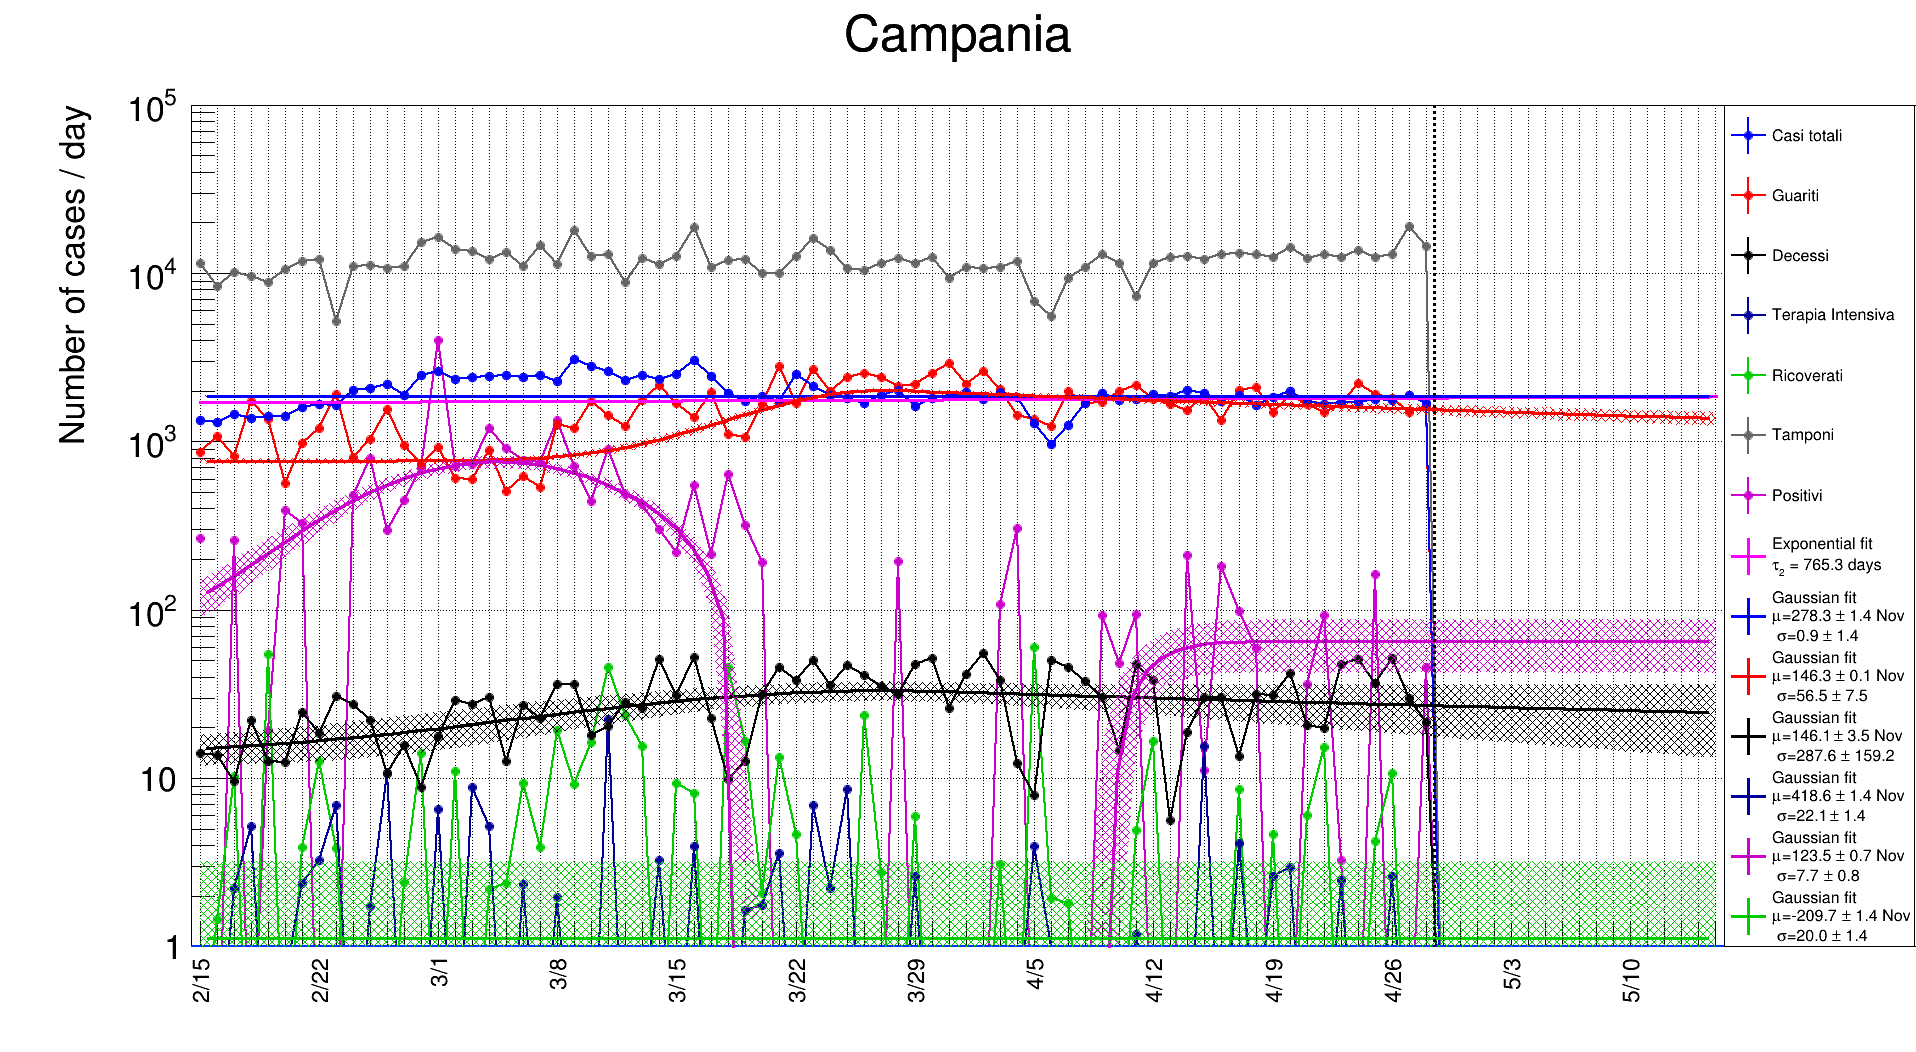 Campania
Number of cases / day
10^5
10^4
10^3
10^2
10
1
2/15
2/22
3/1
3/8
3/15
3/22
3/29
4/5
4/12
4/19
4/26
5/3
5/10
Casi totali
Guariti
Decessi
Terapia Intensiva
Ricoverati
Tamponi
Positivi
Exponential fit
τ₂ = 765.3 days
Gaussian fit
μ=278.3 ± 1.4 Nov
σ=0.9 ± 1.4
Gaussian fit
μ=146.3 ± 0.1 Nov
σ=56.5 ± 7.5
Gaussian fit
μ=146.1 ± 3.5 Nov
σ=287.6 ± 159.2
Gaussian fit
μ=418.6 ± 1.4 Nov
σ=22.1 ± 1.4
Gaussian fit
μ=123.5 ± 0.7 Nov
σ=7.7 ± 0.8
Gaussian fit
μ=-209.7 ± 1.4 Nov
σ=20.0 ± 1.4